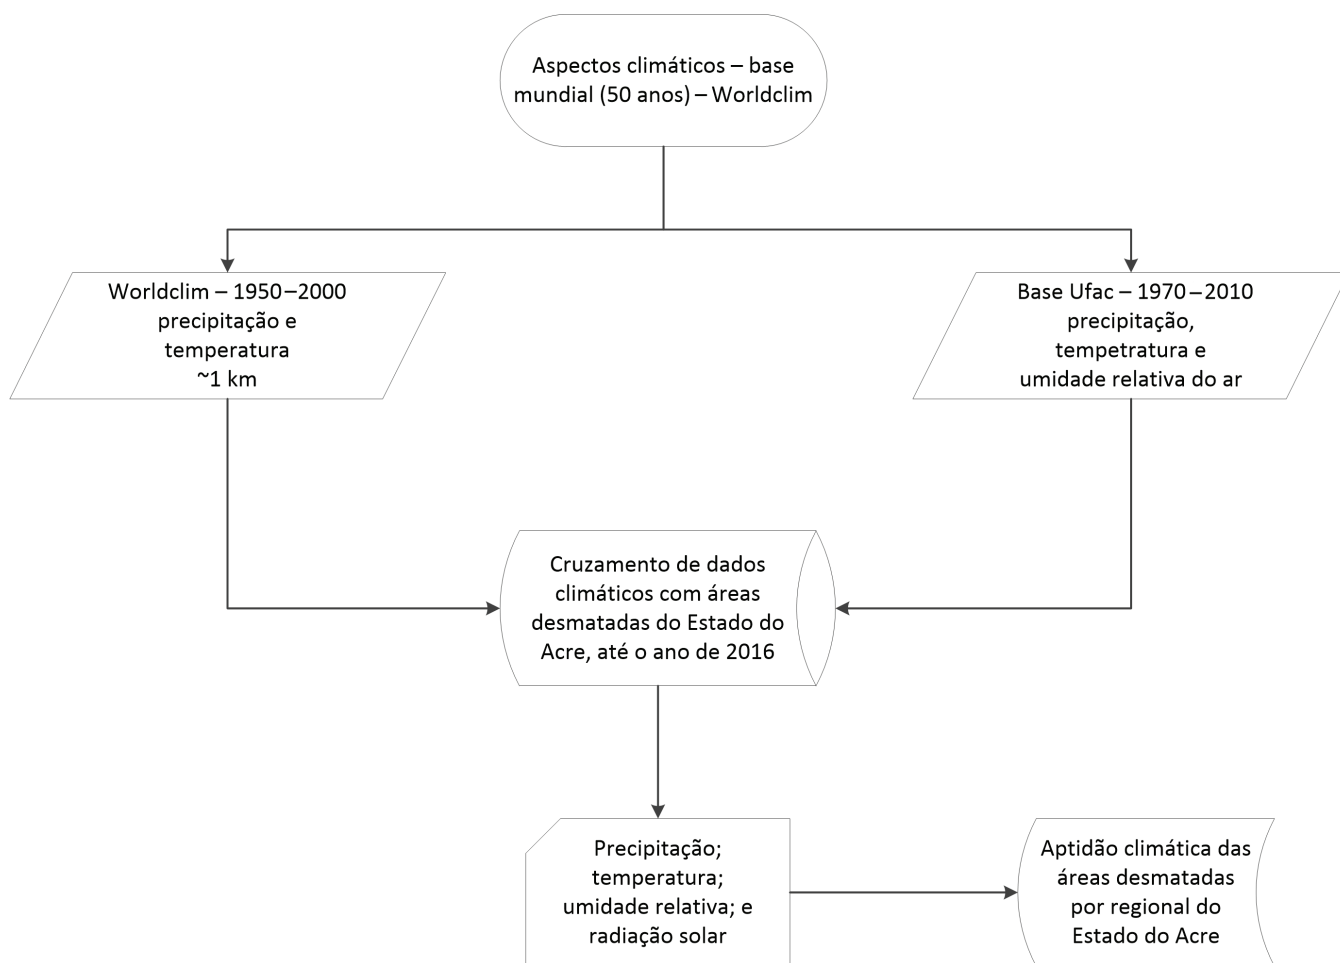 Aspectos climáticos – base
mundial (50 anos) – Worldclim
Worldclim – 1950–2000
precipitação e
temperatura
~1 km
Base Ufac – 1970–2010
precipitação,
tempetratura e
umidade relativa do ar
Cruzamento de dados
climáticos com áreas
desmatadas do Estado do
Acre, até o ano de 2016
Precipitação;
temperatura;
umidade relativa; e
radiação solar
Aptidão climática das
áreas desmatadas
por regional do
Estado do Acre